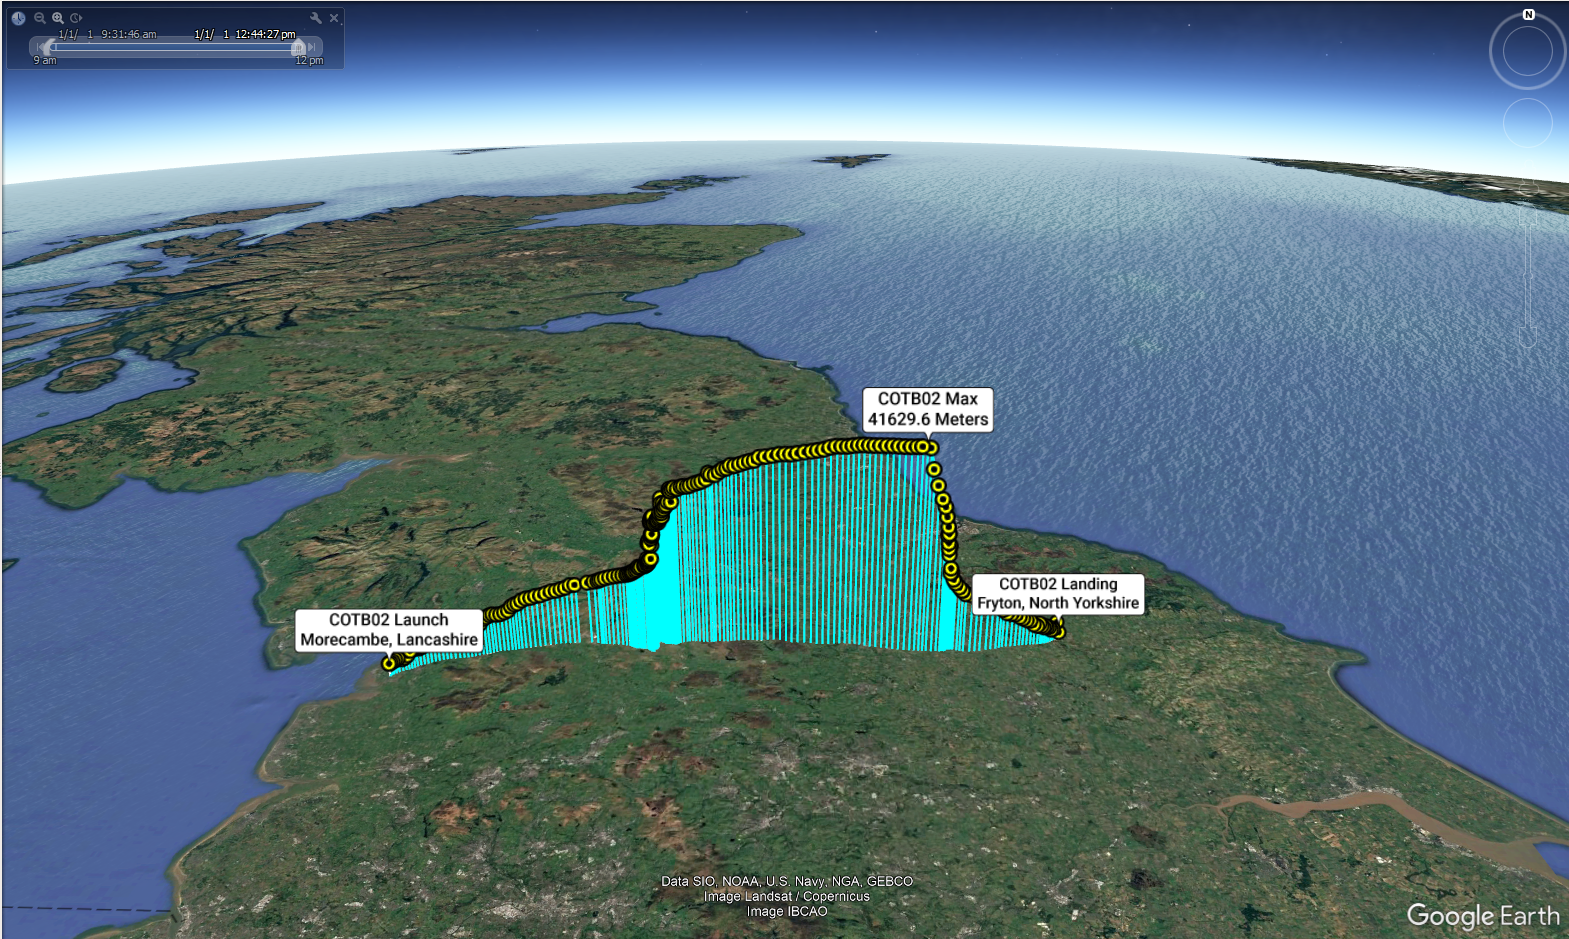 1/1/ 1 9:31:46 am
1/1/ 1 12:44:27 pm
9 am
12 pm
N
COTB02 Max
41629.6 Meters
COTB02 Landing
Fryton, North Yorkshire
COTB02 Launch
Morecambe, Lancashire
Data SIO, NOAA, U.S. Navy, NGA, GEBCO
Image Landsat / Copernicus
Image IBCAO
Google Earth